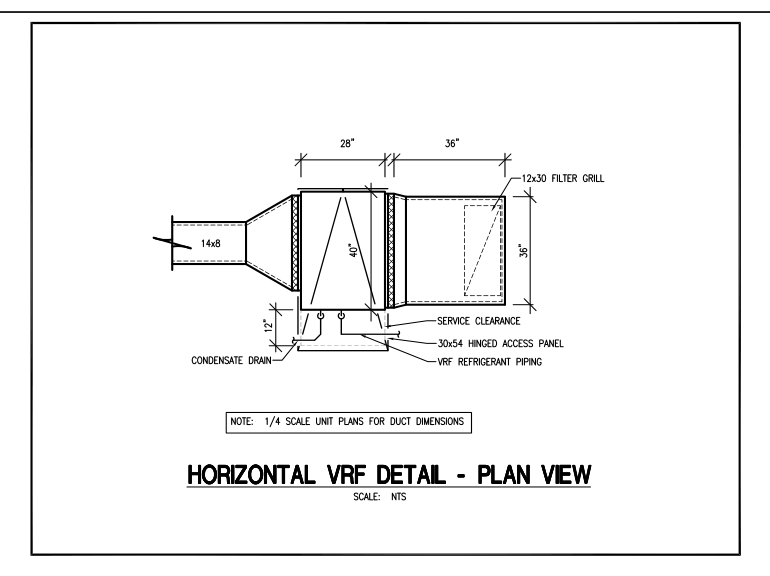 28"
36"
12x30 FILTER GRILL
14x8
40"
36"
12"
SERVICE CLEARANCE
30x54 HINGED ACCESS PANEL
CONDENSATE DRAIN
VRF REFRIGERANT PIPING
NOTE: 1/4 SCALE UNIT PLANS FOR DUCT DIMENSIONS
HORIZONTAL VRF DETAIL - PLAN VIEW
SCALE: NTS